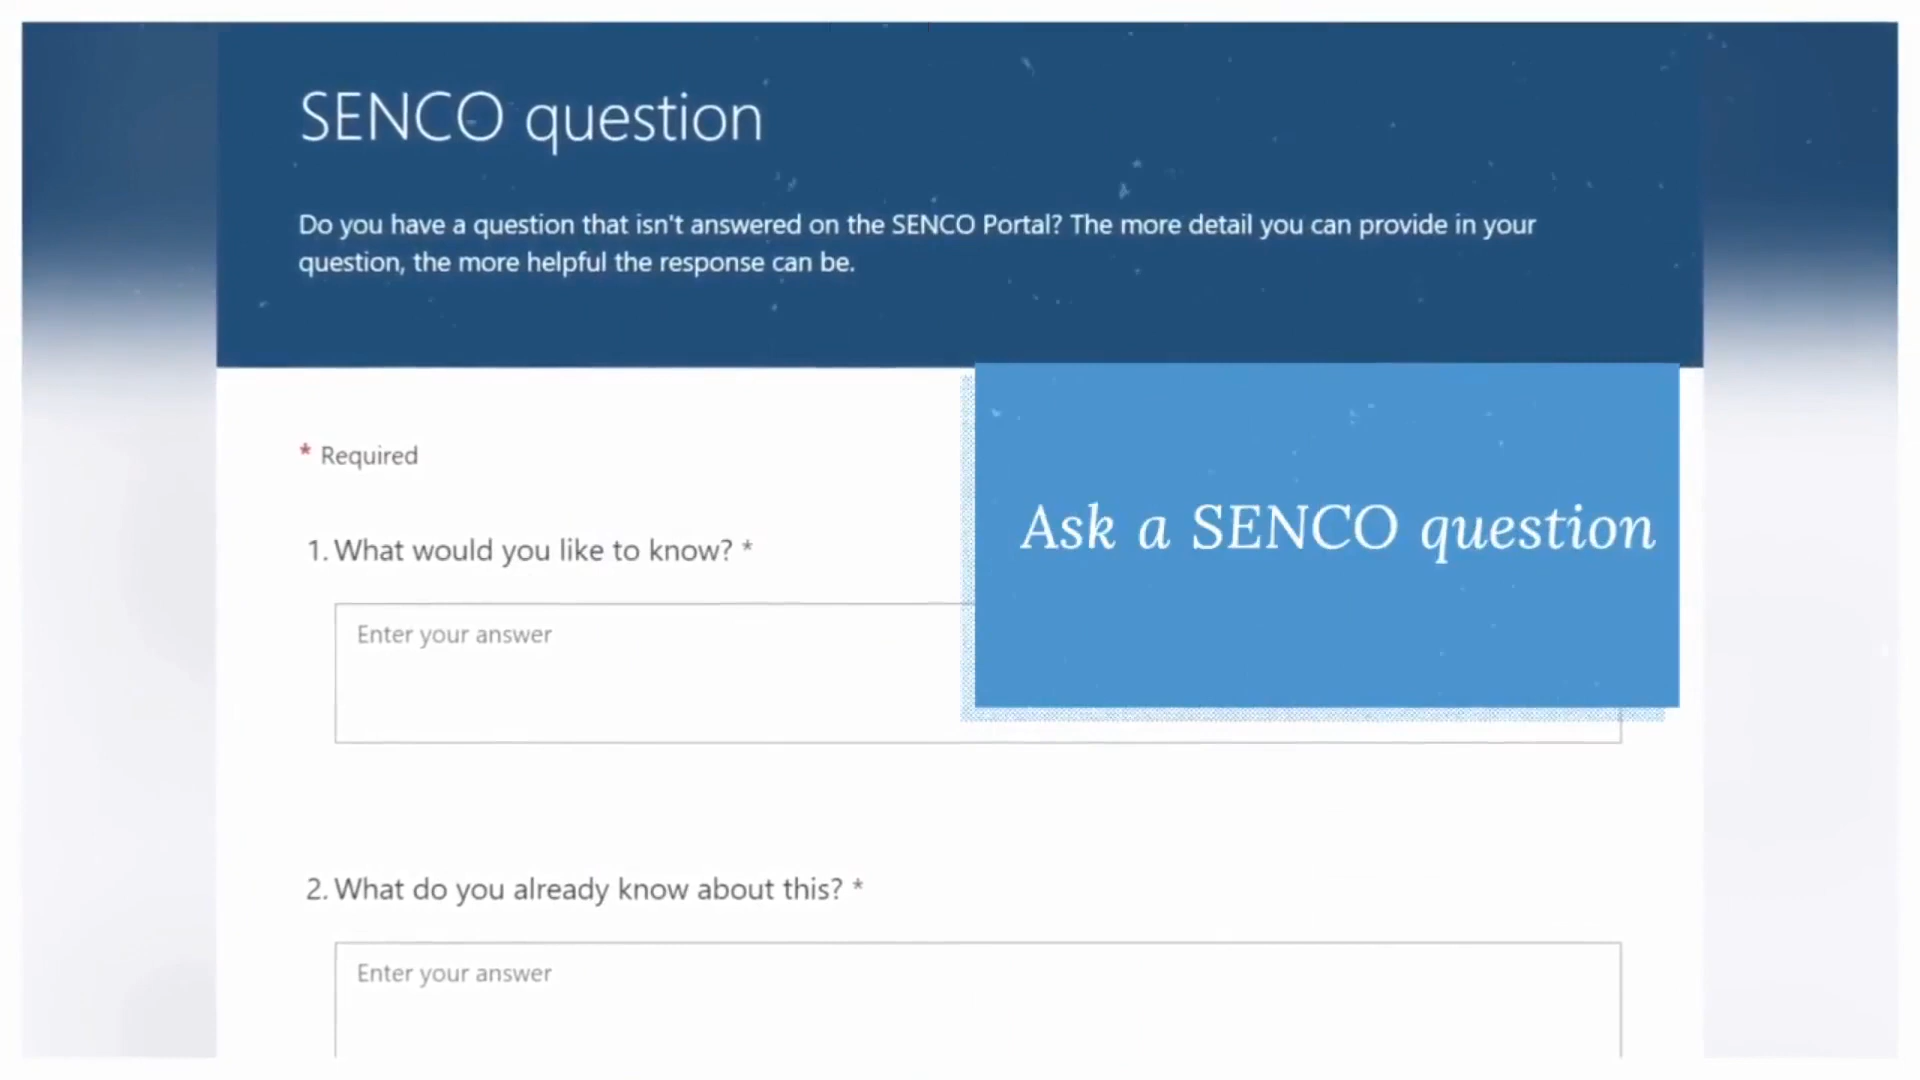 SENCO question
Do you have a question that isn't answered on the SENCO Portal? The more detail you can provide in your
question, the more helpful the response can be.
* Required
Ask a SENCO question
1. What would you like to know? *
Enter your answer
2. What do you already know about this? *
Enter your answer